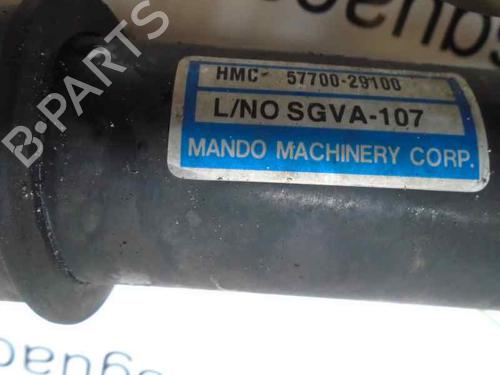 HMC- 57700-29100
L/NO SGVA-107
MANDO MACHINERY CORP.
B-PARTS